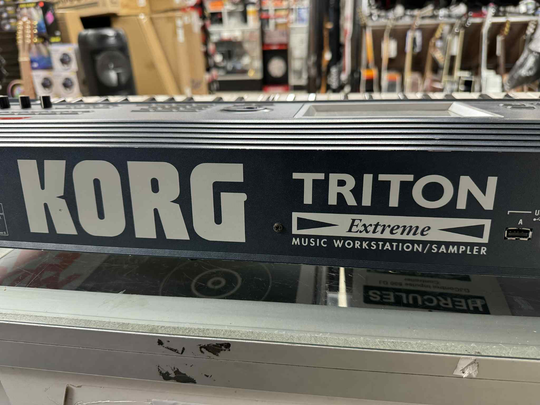 KORG
TRITON
Extreme
MUSIC WORKSTATION/SAMPLER
A
U
HERCULES